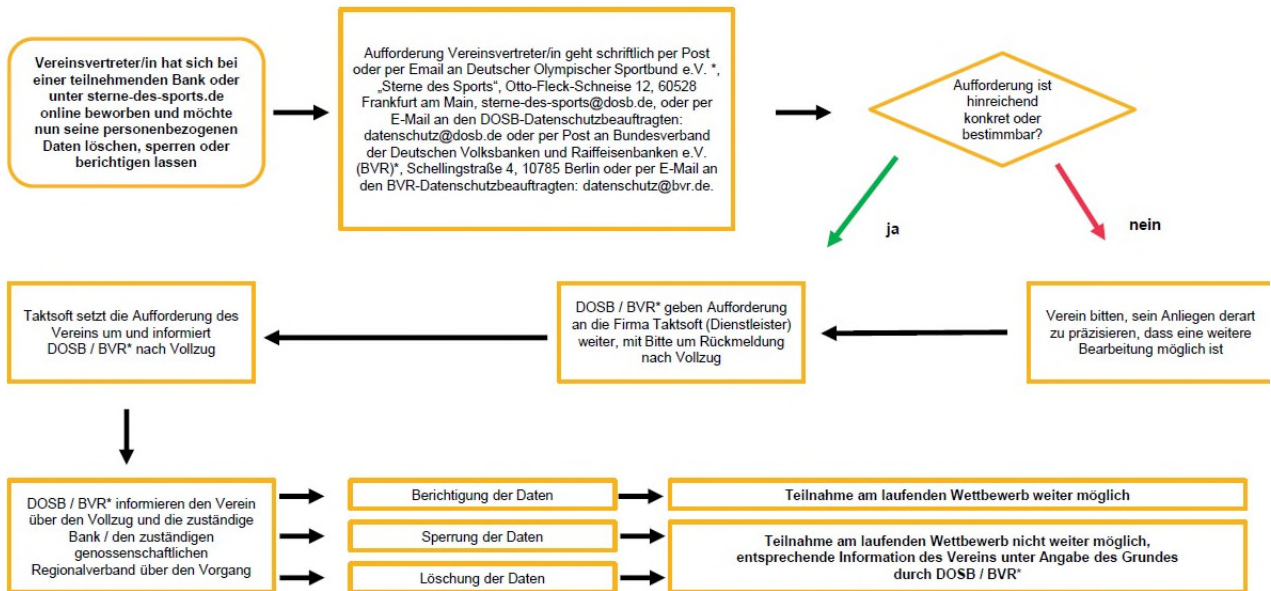 Vereinsvertreter/in hat sich bei
einer teilnehmenden Bank oder
unter sterne-des-sports.de
online beworben und möchte
nun seine personenbezogenen
Daten löschen, sperren oder
berichtigen lassen
Aufforderung Vereinsvertreter/in geht schriftlich per Post
oder per Email an Deutscher Olympischer Sportbund e.V. *,
„Sterne des Sports“, Otto-Fleck-Schneise 12, 60528
Frankfurt am Main, sterne-des-sports@dosb.de, oder per
E-Mail an den DOSB-Datenschutzbeauftragten:
datenschutz@dosb.de oder per Post an Bundesverband
der Deutschen Volksbanken und Raiffeisenbanken e.V.
(BVR)*, Schellingstraße 4, 10785 Berlin oder per E-Mail an
den BVR-Datenschutzbeauftragten: datenschutz@bvr.de.
Aufforderung ist
hinreichend
konkret oder
bestimmbar?
ja
nein
Taktsoft setzt die Aufforderung des
Vereins um und informiert
DOSB / BVR* nach Vollzug
DOSB / BVR* geben Aufforderung
an die Firma Taktsoft (Dienstleister)
weiter, mit Bitte um Rückmeldung
nach Vollzug
Verein bitten, sein Anliegen derart
zu präzisieren, dass eine weitere
Bearbeitung möglich ist
DOSB / BVR* informieren den Verein
über den Vollzug und die zuständige
Bank / den zuständigen
genossenschaftlichen
Regionalverband über den Vorgang
Berichtigung der Daten
Teilnahme am laufenden Wettbewerb weiter möglich
Sperrung der Daten
Löschung der Daten
Teilnahme am laufenden Wettbewerb nicht weiter möglich,
entsprechende Information des Vereins unter Angabe des Grundes
durch DOSB / BVR*